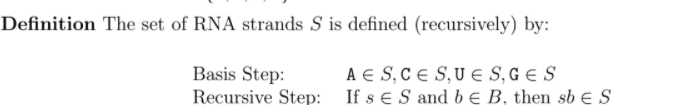 Definition The set of RNA strands S is defined (recursively) by:
Basis Step: A ∈ S, C ∈ S, U ∈ S, G ∈ S
Recursive Step: If s ∈ S and b ∈ B, then sb ∈ S